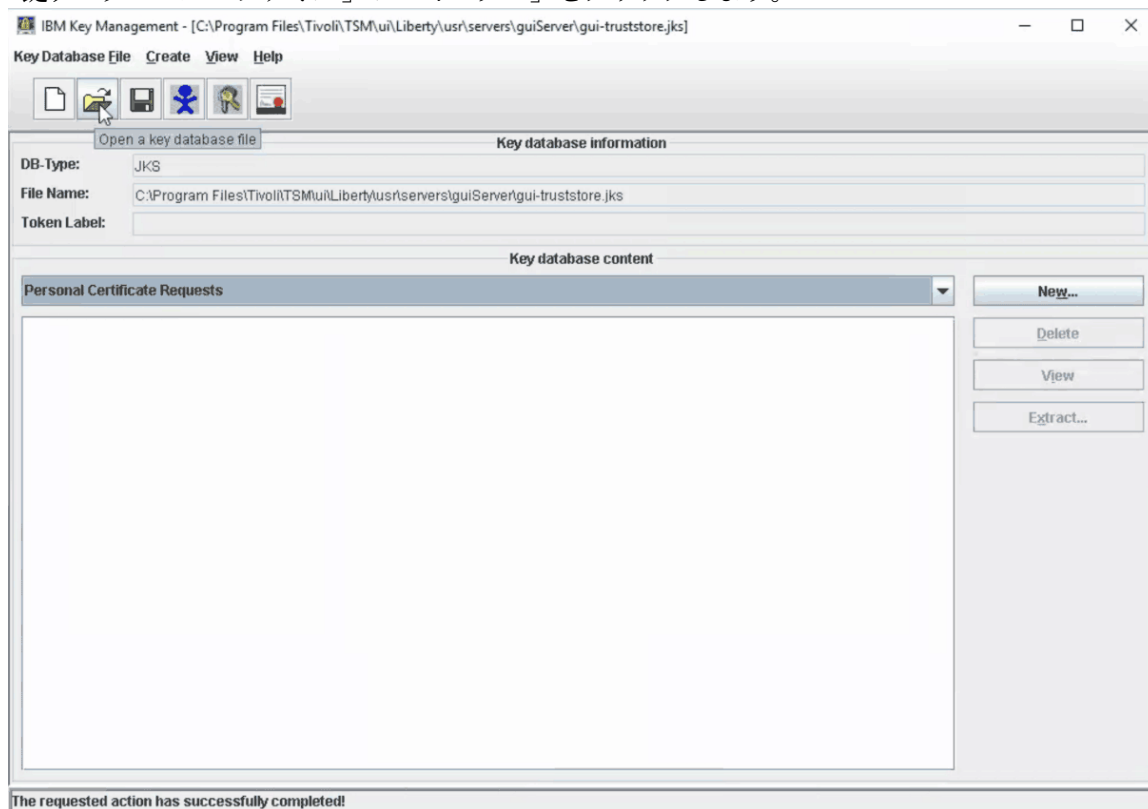 IBM Key Management - [C:\Program Files\Tivoli\TSM\ui\Liberty\usr\servers\guiServer\gui-truststore.jks]
Key Database File Create View Help
Open a key database file
Key database information
DB-Type: JKS
File Name: C:\Program Files\Tivoli\TSM\ui\Liberty\usr\servers\guiServer\gui-truststore.jks
Token Label:
Key database content
Personal Certificate Requests
New...
Delete
View
Extract...
The requested action has successfully completed!